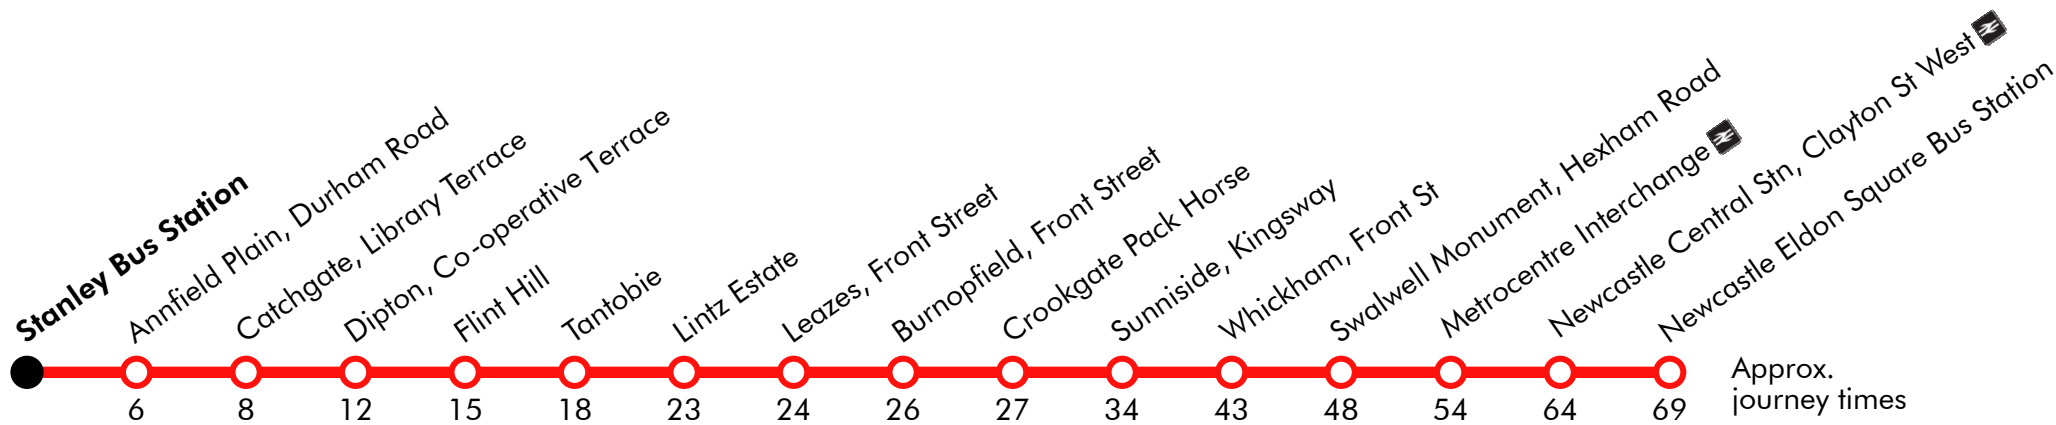 Stanley Bus Station
Annfield Plain, Durham Road
Catchgate, Library Terrace
Dipton, Co-operative Terrace
Flint Hill
Tantobie
Lintz Estate
Leazes, Front Street
Burnopfield, Front Street
Crookgate Pack Horse
Sunniside, Kingsway
Whickham, Front St
Swalwell Monument, Hexham Road
Metrocentre Interchange
Newcastle Central Stn, Clayton St West
Newcastle Eldon Square Bus Station
6 8 12 15 18 23 24 26 27 34 43 48 54 64 69
Approx.
journey times